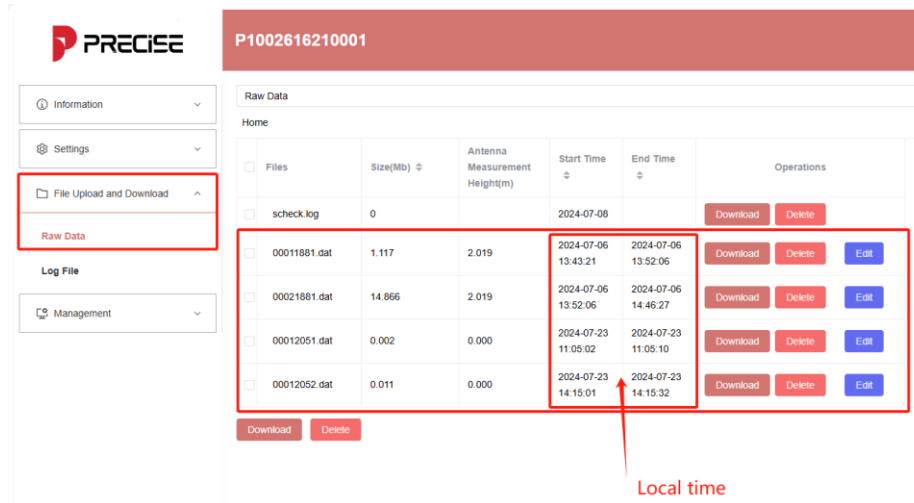 PRECISE
P1002616210001
Information
Settings
File Upload and Download
Raw Data
Log File
Management
Raw Data
Home
Files Size(Mb) Antenna Measurement Height(m) Start Time End Time Operations
scheck.log 0 2024-07-08 Download Delete
00011881.dat 1.117 2.019 2024-07-06 13:43:21 2024-07-06 13:52:06 Download Delete Edit
00021881.dat 14.866 2.019 2024-07-06 13:52:06 2024-07-06 14:46:27 Download Delete Edit
00012051.dat 0.002 0.000 2024-07-23 11:05:02 2024-07-23 11:05:10 Download Delete Edit
00012052.dat 0.011 0.000 2024-07-23 14:15:01 2024-07-23 14:15:32 Download Delete Edit
Download Delete
Local time